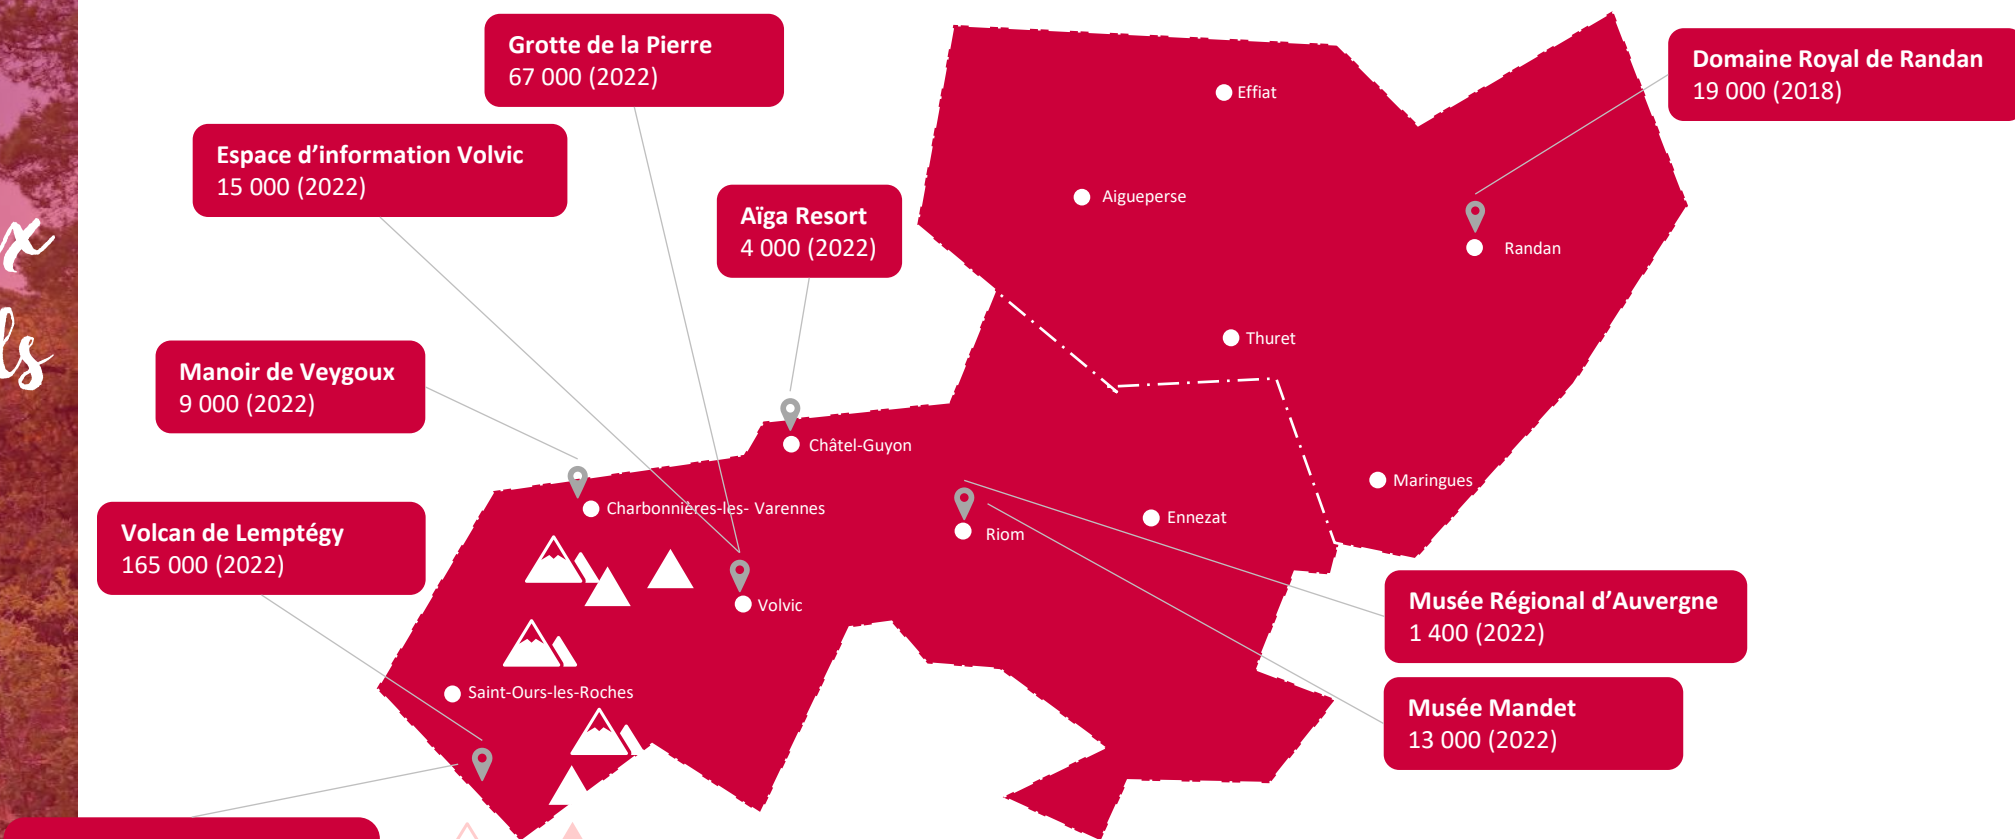 Grotte de la Pierre
67 000 (2022)
Domaine Royal de Randan
19 000 (2018)
Espace d’information Volvic
15 000 (2022)
Aïga Resort
4 000 (2022)
Effiat
Aigueperse
Randan
Thuret
Manoir de Veygoux
9 000 (2022)
Châtel-Guyon
Maringues
Charbonnières-les- Varennes
Ennezat
Riom
Volcan de Lemptégy
165 000 (2022)
Volvic
Musée Régional d’Auvergne
1 400 (2022)
Saint-Ours-les-Roches
Musée Mandet
13 000 (2022)